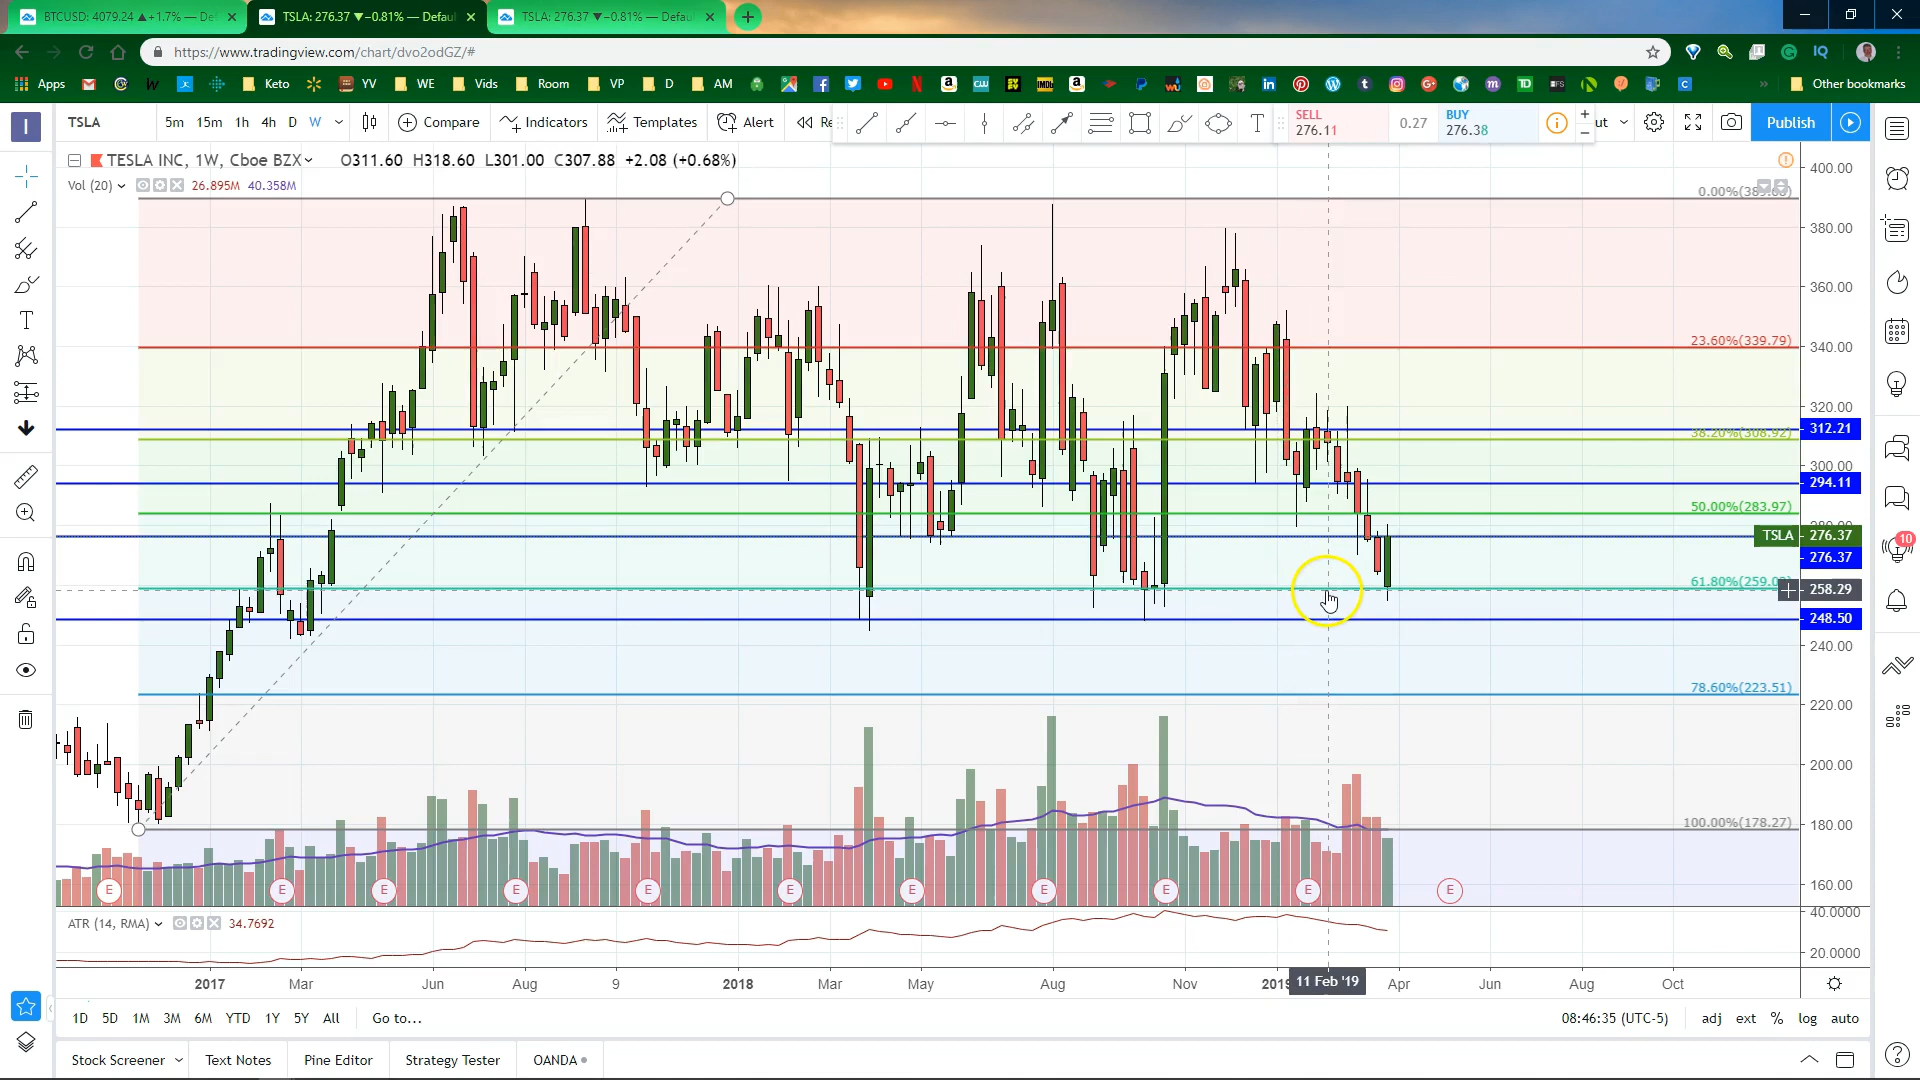 BTCUSD: 4079.24 ▲+1.7% — De
TSLA: 276.37 ▼−0.81% — Defaul
TSLA: 276.37 ▼−0.81% — Defaul
https://www.tradingview.com/chart/dvo2odGZ/#
Apps Keto YV WE Vids Room VP D AM Other bookmarks
TSLA 5m 15m 1h 4h D W Compare Indicators Templates Alert Re
SELL
276.11
0.27
BUY
276.38
ut
Publish
TESLA INC, 1W, Cboe BZX O311.60 H318.60 L301.00 C307.88 +2.08 (+0.68%)
Vol (20) 26.895M 40.358M
400.00
0.00%
380.00
360.00
23.60%(339.79)
340.00
320.00
312.21
38.20%(308.92)
300.00
294.11
50.00%(283.97)
TSLA 276.37
276.37
61.80%(259.0
258.29
248.50
240.00
78.60%(223.51)
220.00
200.00
100.00%(178.27)
180.00
160.00
E E E E E E E E E E E
ATR (14, RMA) 34.7692
40.0000
20.0000
2017 Mar Jun Aug 9 2018 Mar May Aug Nov 2019 11 Feb '19 Apr Jun Aug Oct
1D 5D 1M 3M 6M YTD 1Y 5Y All Go to... 08:46:35 (UTC-5) adj ext % log auto
Stock Screener Text Notes Pine Editor Strategy Tester OANDA
10